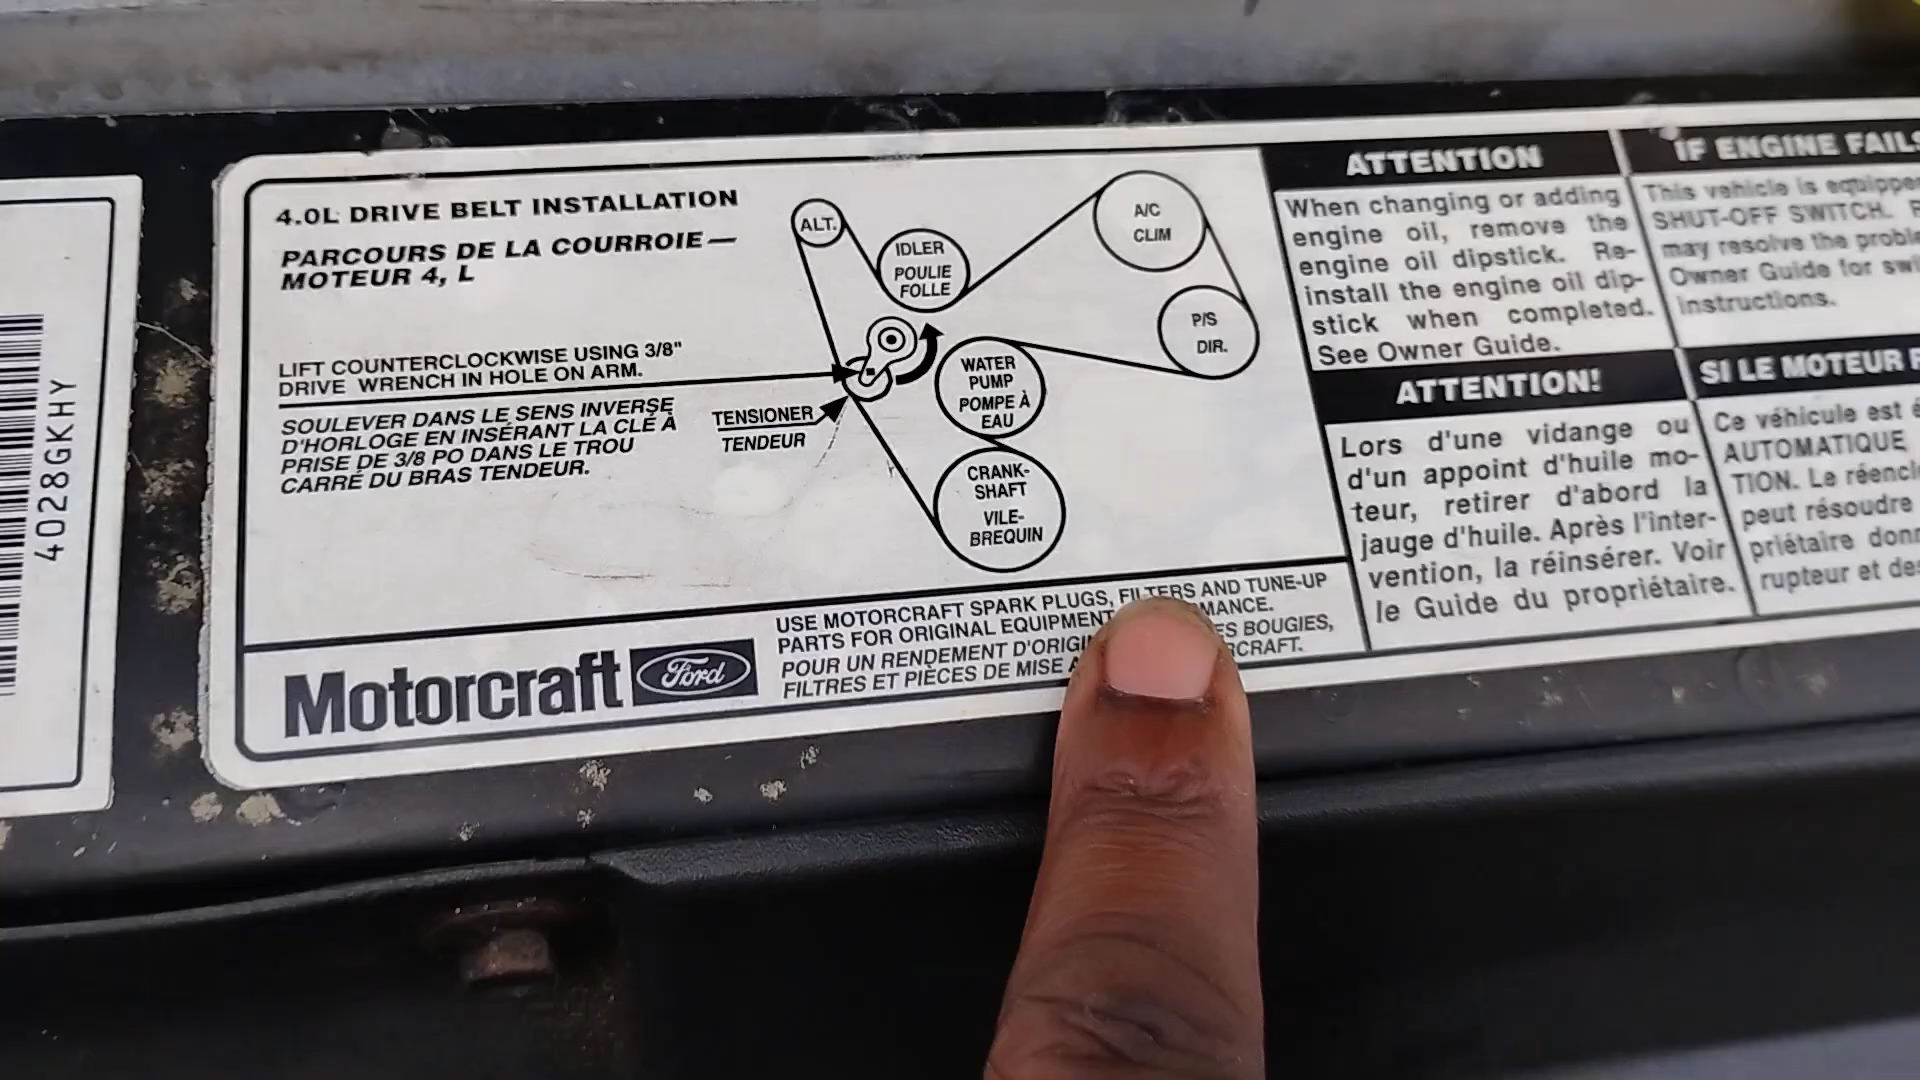 4028GKHY
4.0L DRIVE BELT INSTALLATION
PARCOURS DE LA COURROIE—
MOTEUR 4, L
LIFT COUNTERCLOCKWISE USING 3/8"
DRIVE WRENCH IN HOLE ON ARM.
SOULEVER DANS LE SENS INVERSE
D'HORLOGE EN INSÉRANT LA CLÉ À
PRISE DE 3/8 PO DANS LE TROU
CARRÉ DU BRAS TENDEUR.
TENSIONER
TENDEUR
ALT.
IDLER
POULIE
FOLLE
A/C
CLIM
P/S
DIR.
WATER
PUMP
POMPE À
EAU
CRANK-
SHAFT
VILE-
BREQUIN
Motorcraft Ford
USE MOTORCRAFT SPARK PLUGS, FILTERS AND TUNE-UP
PARTS FOR ORIGINAL EQUIPMENT
POUR UN RENDEMENT BOUGIES,
FILTRES ET PIÈCES DE MISE
ATTENTION
When changing or adding
engine oil, remove the
engine oil dipstick. Re-
install the engine oil dip-
stick when completed.
See Owner Guide.
ATTENTION!
Lors d'une vidange ou
d'un appoint d'huile mo-
teur, retirer d'abord la
jauge d'huile. Après l'inter-
vention, la réinsérer. Voir
le Guide du propriétaire.
IF ENGINE FAILS
This vehicle is
SHUT-OFF SWITCH.
may resolve the
Owner Guide for
instructions.
SI LE MOTEUR
Ce véhicule est
AUTOMATIQUE
TION. Le
peut résoudre
priétaire
rupteur et